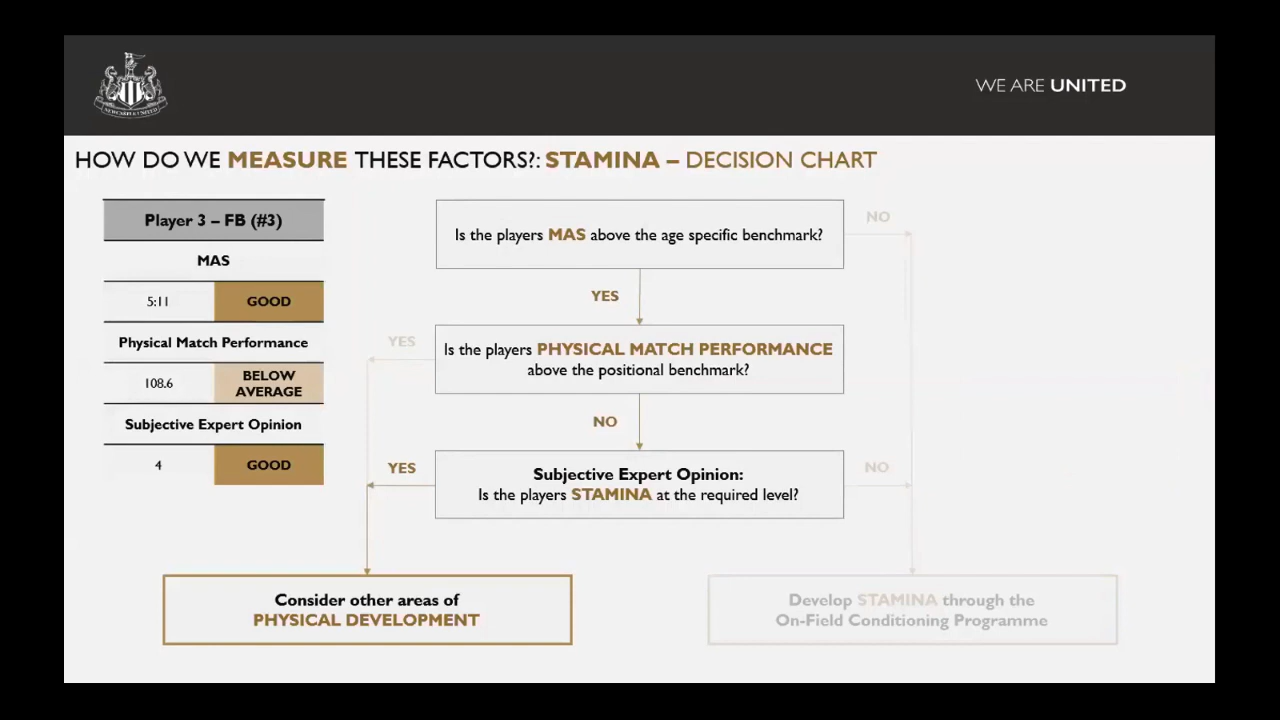 WE ARE UNITED
NEWCASTLE UNITED
HOW DO WE MEASURE THESE FACTORS?: STAMINA – DECISION CHART
Player 3 – FB (#3)
MAS
5:11 GOOD
Physical Match Performance
108.6 BELOW
AVERAGE
Subjective Expert Opinion
4 GOOD
Is the players MAS above the age specific benchmark?
NO
YES
Is the players PHYSICAL MATCH PERFORMANCE
above the positional benchmark?
YES
NO
Subjective Expert Opinion:
Is the players STAMINA at the required level?
YES
NO
Consider other areas of
PHYSICAL DEVELOPMENT
Develop STAMINA through the
On-Field Conditioning Programme